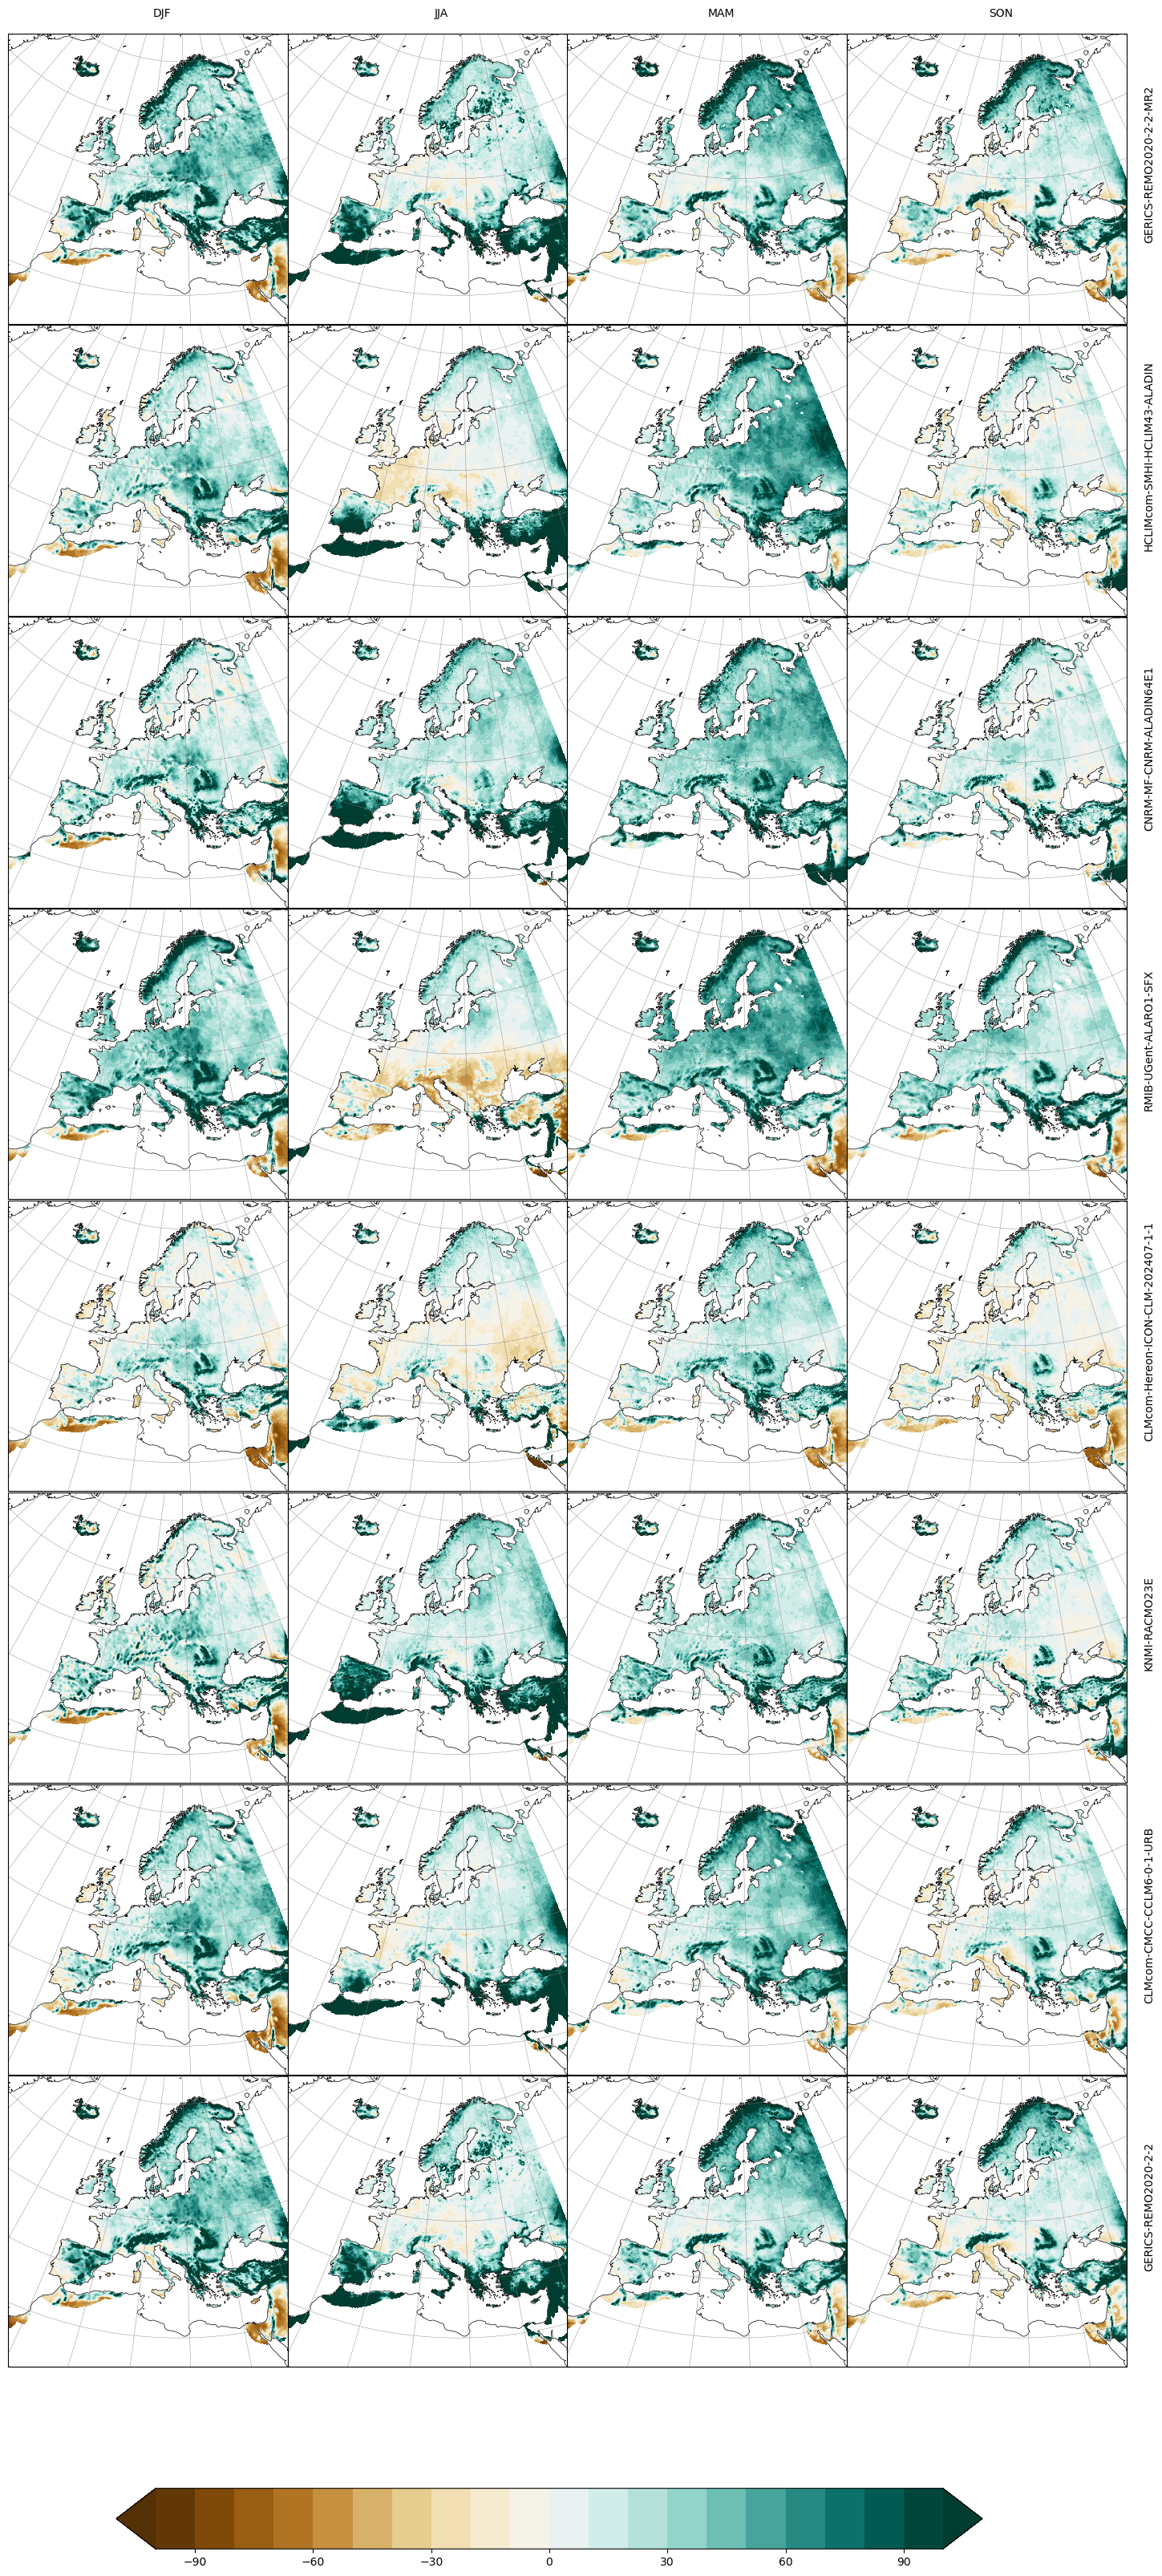 DJF JJA MAM SON
GERICS-REMO2020-2-2-MR2
HCLIMcom-SMHI-HCLIM43-ALADIN
CNRM-MF-CNRM-ALADIN64E1
RMIB-UGent-ALARO1-SFX
CLMcom-Hereon-ICON-CLM-202407-1-1
KNMI-RACMO23E
CLMcom-CMCC-CCLM6-0-1-URB
GERICS-REMO2020-2-2
−90 −60 −30 0 30 60 90